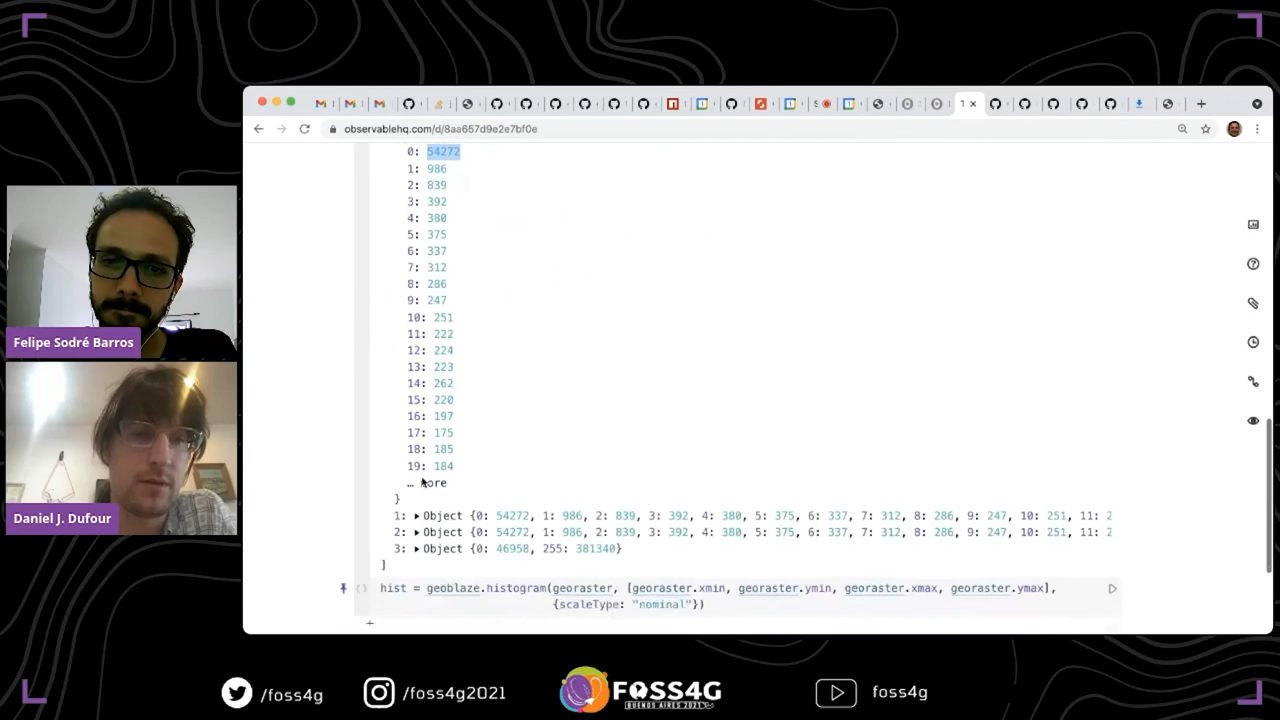 observablehq.com/d/8aa657d9e2e7bf0e
0: 54272
1: 986
2: 839
3: 392
4: 380
5: 375
6: 337
7: 312
8: 286
9: 247
10: 251
11: 222
12: 224
13: 223
14: 262
15: 220
16: 197
17: 175
18: 185
19: 184
… more
}
1: ▸Object {0: 54272, 1: 986, 2: 839, 3: 392, 4: 380, 5: 375, 6: 337, 7: 312, 8: 286, 9: 247, 10: 251, 11: 2
2: ▸Object {0: 54272, 1: 986, 2: 839, 3: 392, 4: 380, 5: 375, 6: 337, 7: 312, 8: 286, 9: 247, 10: 251, 11: 2
3: ▸Object {0: 46958, 255: 381340}
]
hist = geoblaze.histogram(georaster, [georaster.xmin, georaster.ymin, georaster.xmax, georaster.ymax],
{scaleType: "nominal"})
Felipe Sodré Barros
Daniel J. Dufour
/foss4g
/foss4g2021
FOSS4G
BUENOS AIRES 2021
foss4g